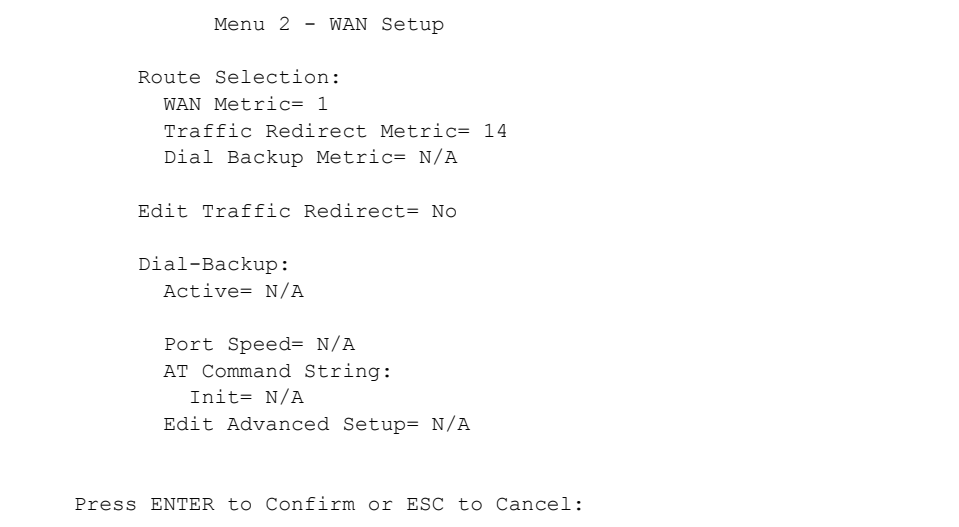 Menu 2 - WAN Setup
Route Selection:
WAN Metric= 1
Traffic Redirect Metric= 14
Dial Backup Metric= N/A
Edit Traffic Redirect= No
Dial-Backup:
Active= N/A
Port Speed= N/A
AT Command String:
Init= N/A
Edit Advanced Setup= N/A
Press ENTER to Confirm or ESC to Cancel: